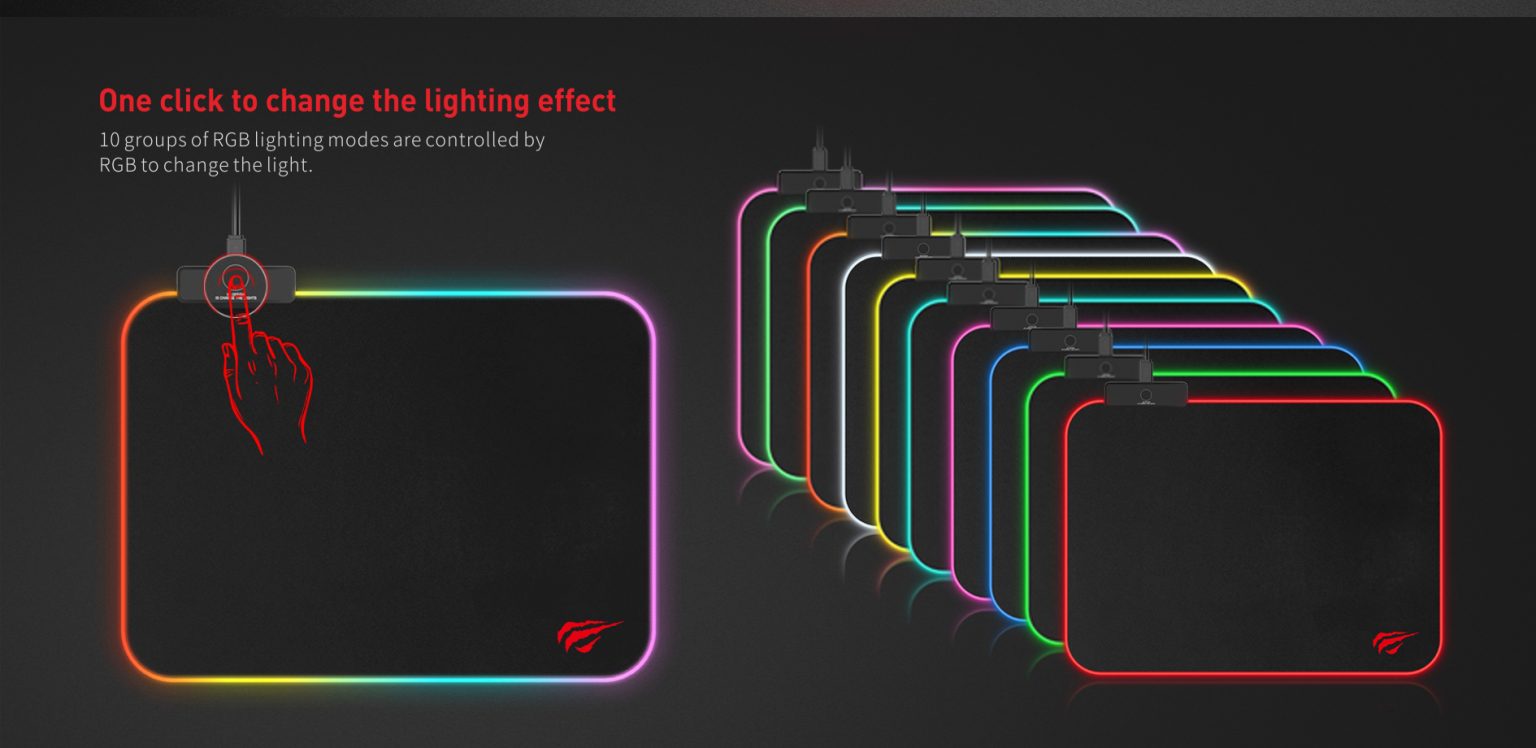 One click to change the lighting effect
10 groups of RGB lighting modes are controlled by
RGB to change the light.